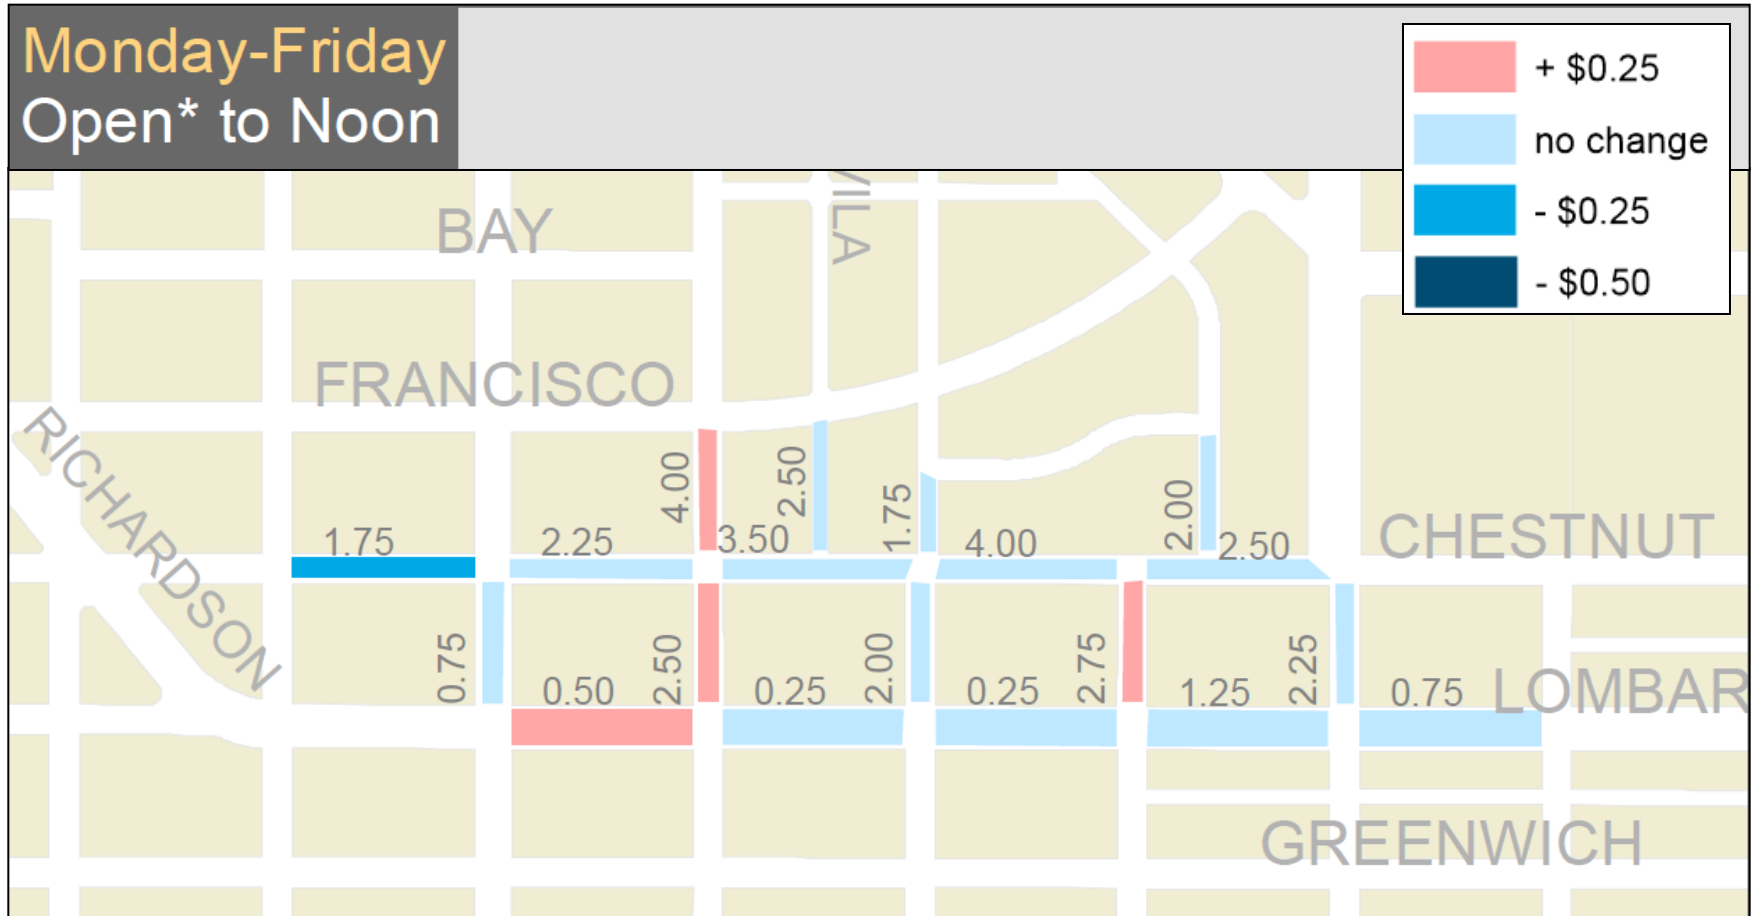 Monday-Friday
Open* to Noon
+ $0.25
no change
- $0.25
- $0.50
VILA
BAY
FRANCISCO
RICHARDSON
4.00
2.50
1.75
2.00
1.75
2.25
3.50
4.00
2.50
CHESTNUT
0.75
2.50
2.00
2.75
2.25
0.50
0.25
0.25
1.25
0.75
LOMBAR
GREENWICH